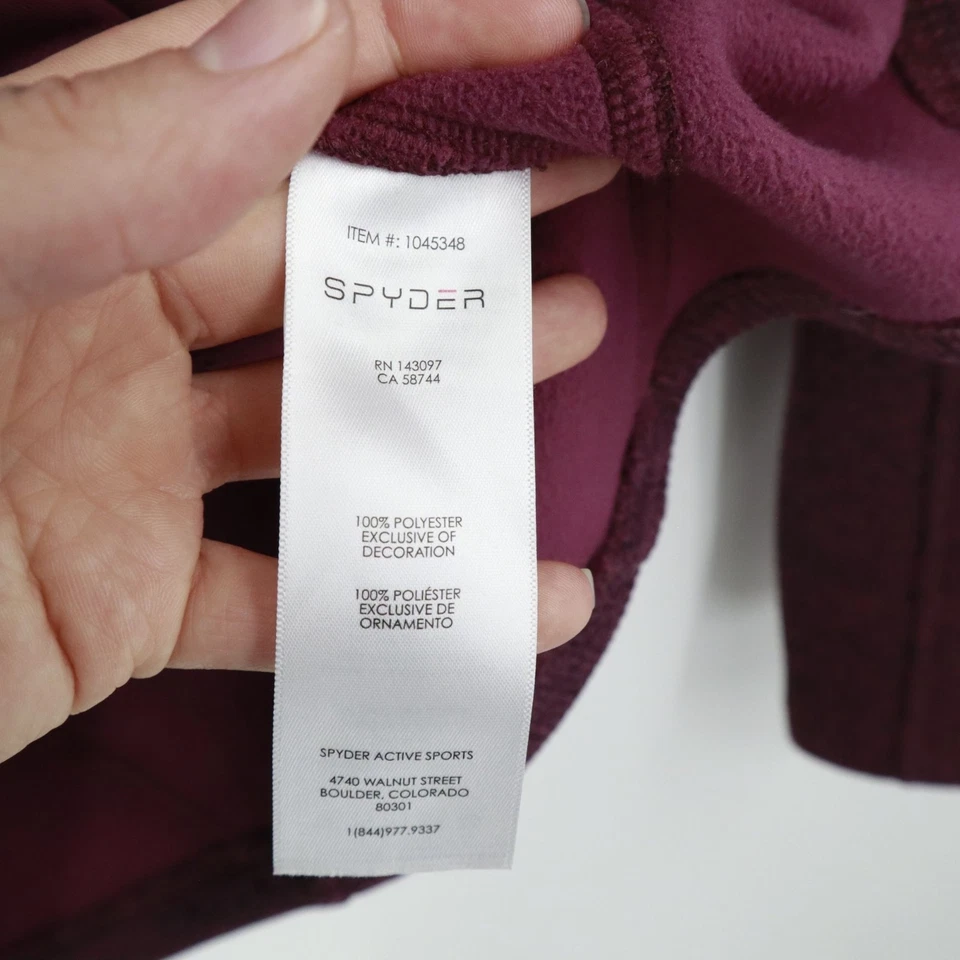 ITEM #: 1045348
SPYDER
RN 143097
CA 58744
100% POLYESTER
EXCLUSIVE OF
DECORATION
100% POLIÉSTER
EXCLUSIVE DE
ORNAMENTO
SPYDER ACTIVE SPORTS
4740 WALNUT STREET
BOULDER, COLORADO
80301
1(844)977.9337